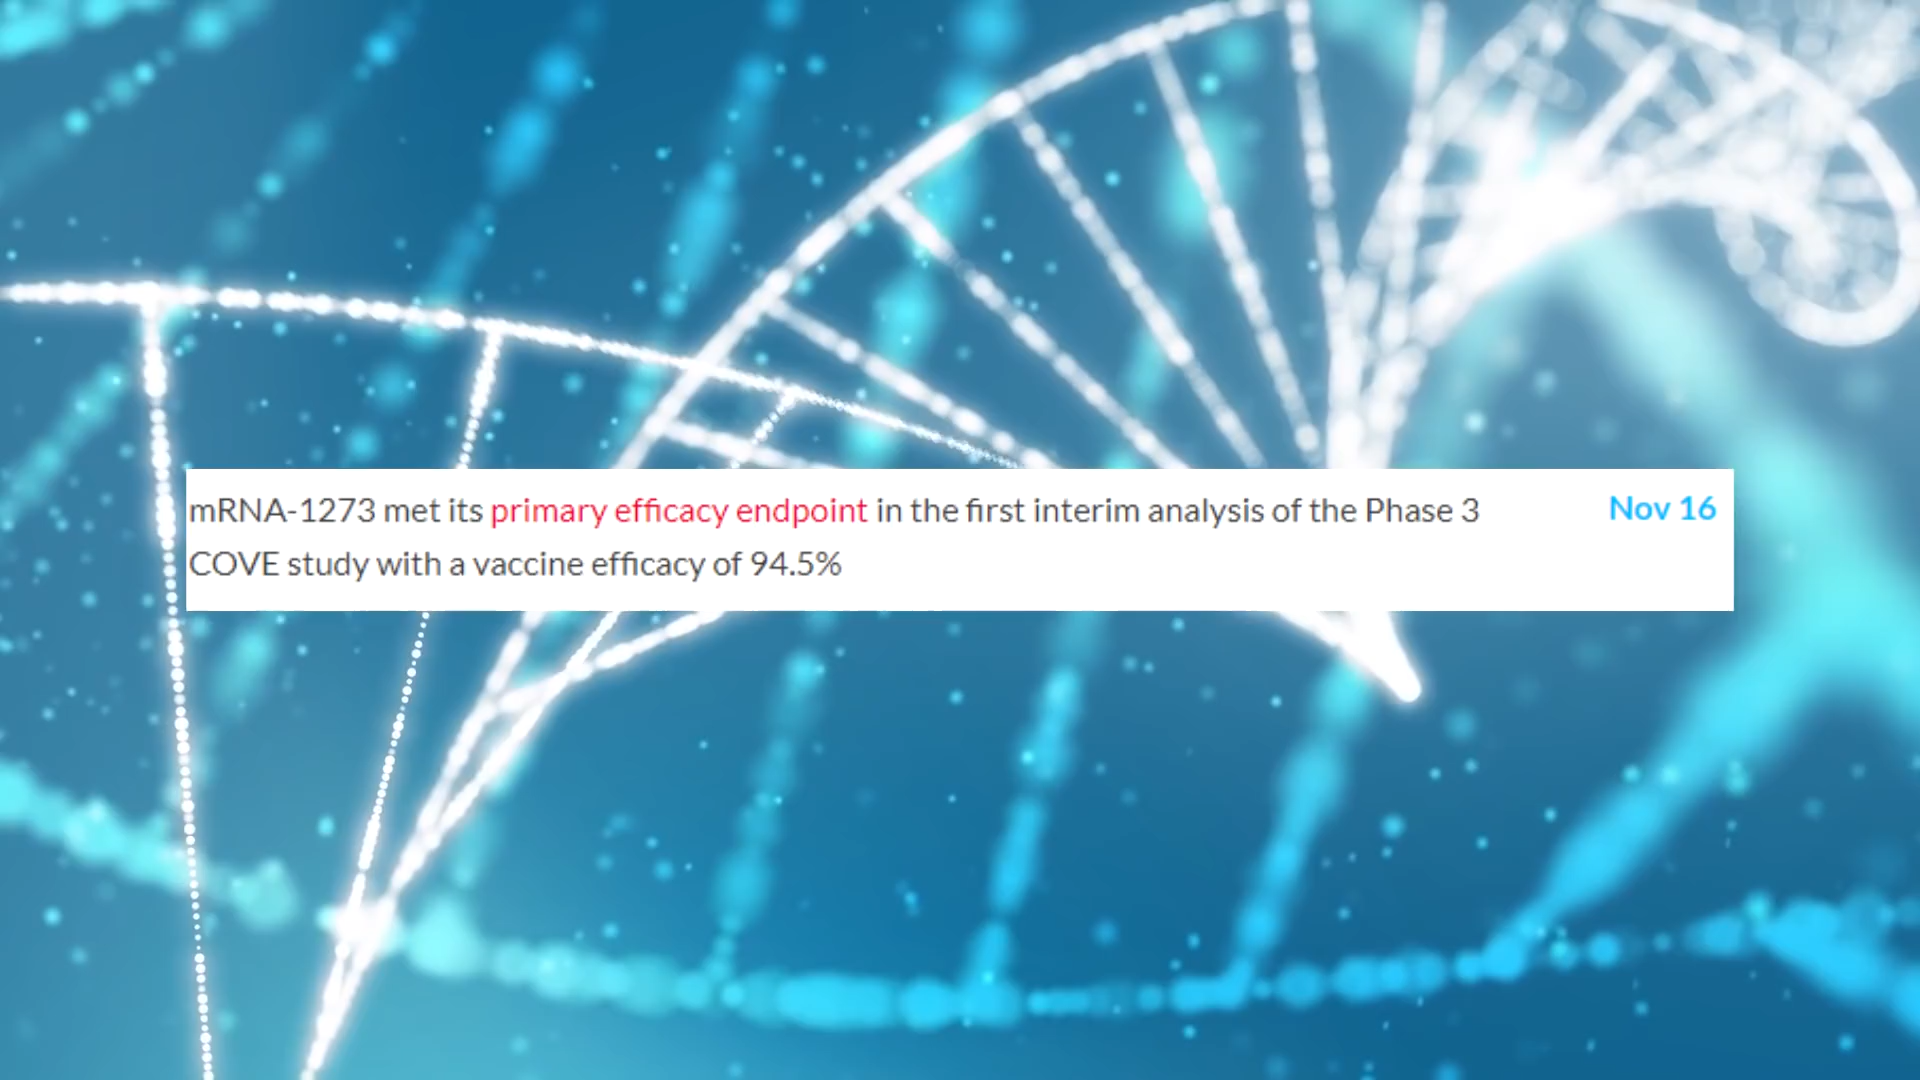 mRNA-1273 met its primary efficacy endpoint in the first interim analysis of the Phase 3
Nov 16
COVE study with a vaccine efficacy of 94.5%